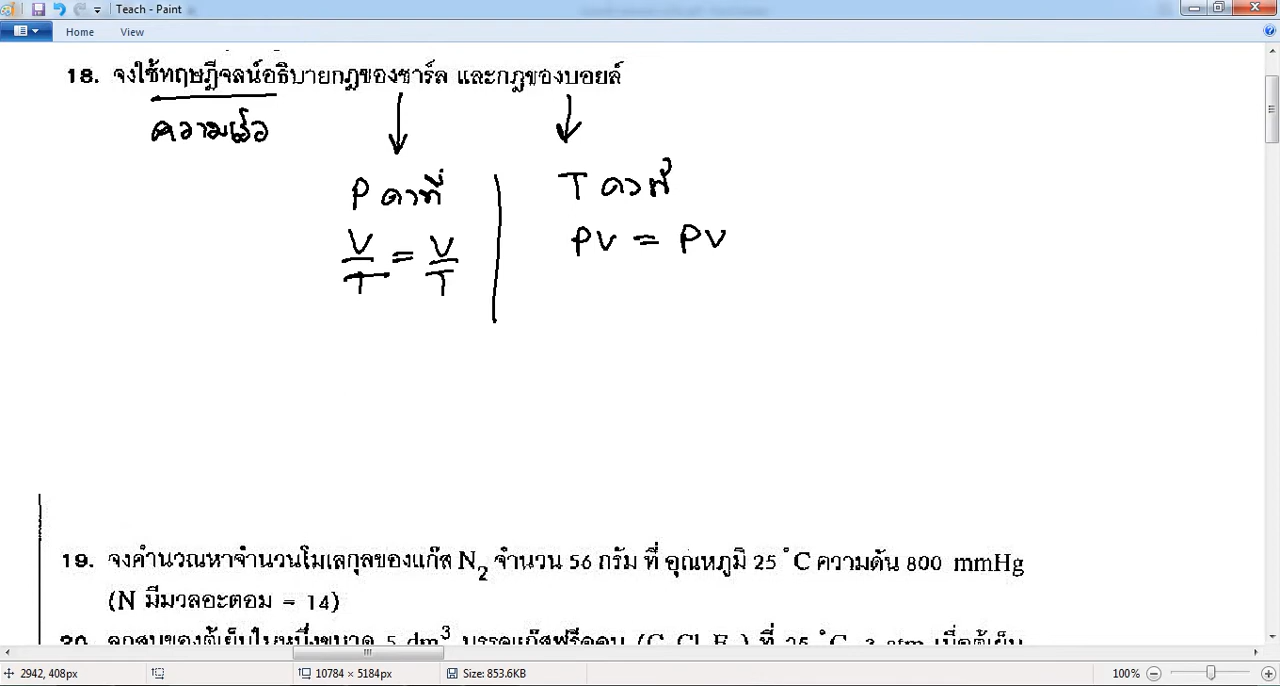 Teach - Paint
Home View
18. จงใช้ทฤษฎีจลน์อธิบายกฎของชาร์ล และกฎของบอยล์
ความเร็ว
P คงที่
T คงที่
V/T = V/T
PV = PV
19. จงคำนวณหาจำนวนโมเลกุลของแก๊ส N₂ จำนวน 56 กรัม ที่ อุณหภูมิ 25 °C ความดัน 800 mmHg
(N มีมวลอะตอม = 14)
5 dm³ 3 atm
2942, 408px 10784 × 5184px Size: 853.6KB 100%